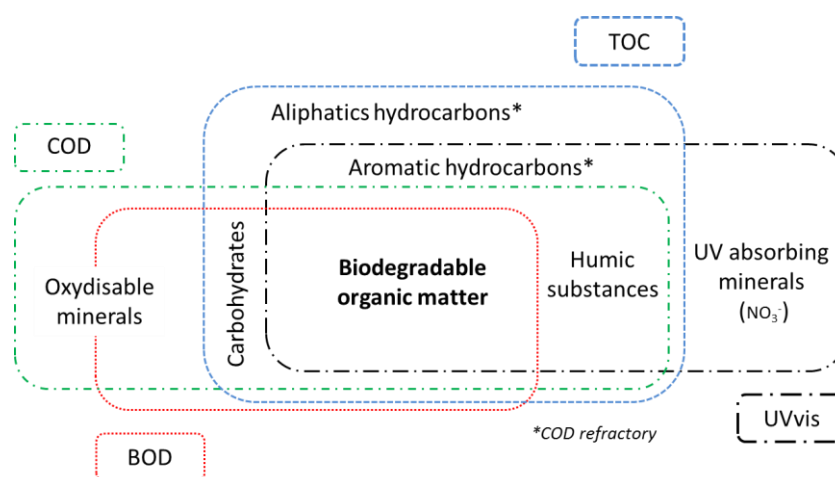 TOC
Aliphatics hydrocarbons*
COD
Aromatic hydrocarbons*
Carbohydrates
Biodegradable
organic matter
Humic
substances
UV absorbing
minerals
(NO₃⁻)
Oxydisable
minerals
*COD refractory
UVvis
BOD